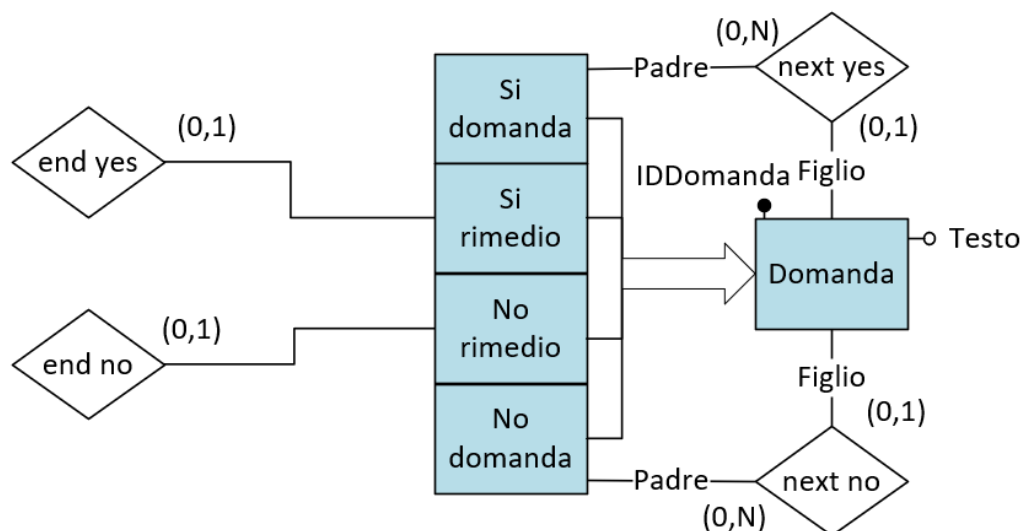 (0,N)
Padre
next yes
Si
domanda
(0,1)
(0,1)
end yes
IDDomanda
Figlio
Si
rimedio
Testo
Domanda
No
rimedio
(0,1)
end no
Figlio
No
domanda
(0,1)
Padre
next no
(0,N)